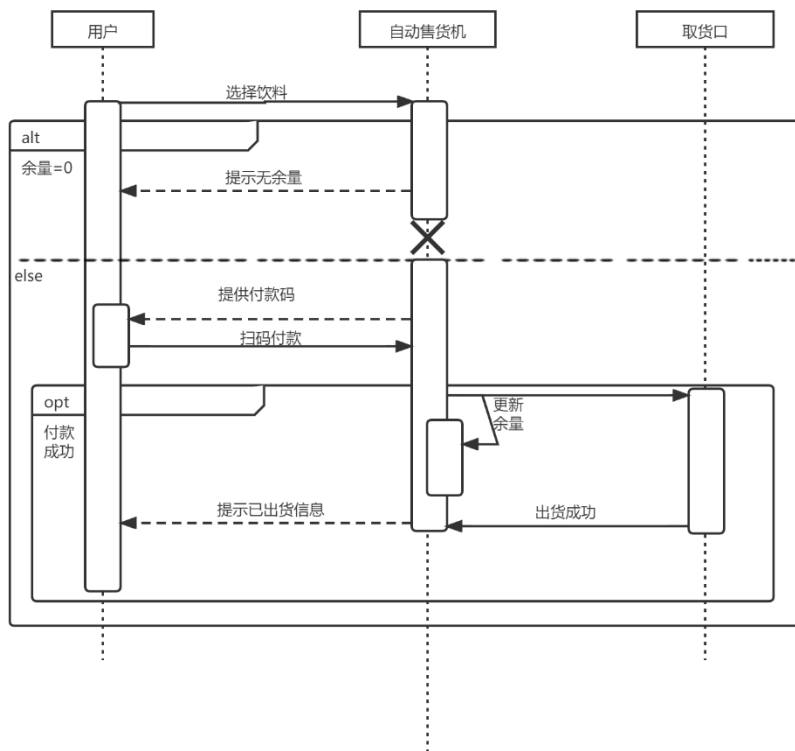 用户
自动售货机
取货口
选择饮料
alt
余量=0
提示无余量
else
提供付款码
扫码付款
opt
付款
成功
更新
余量
提示已出货信息
出货成功